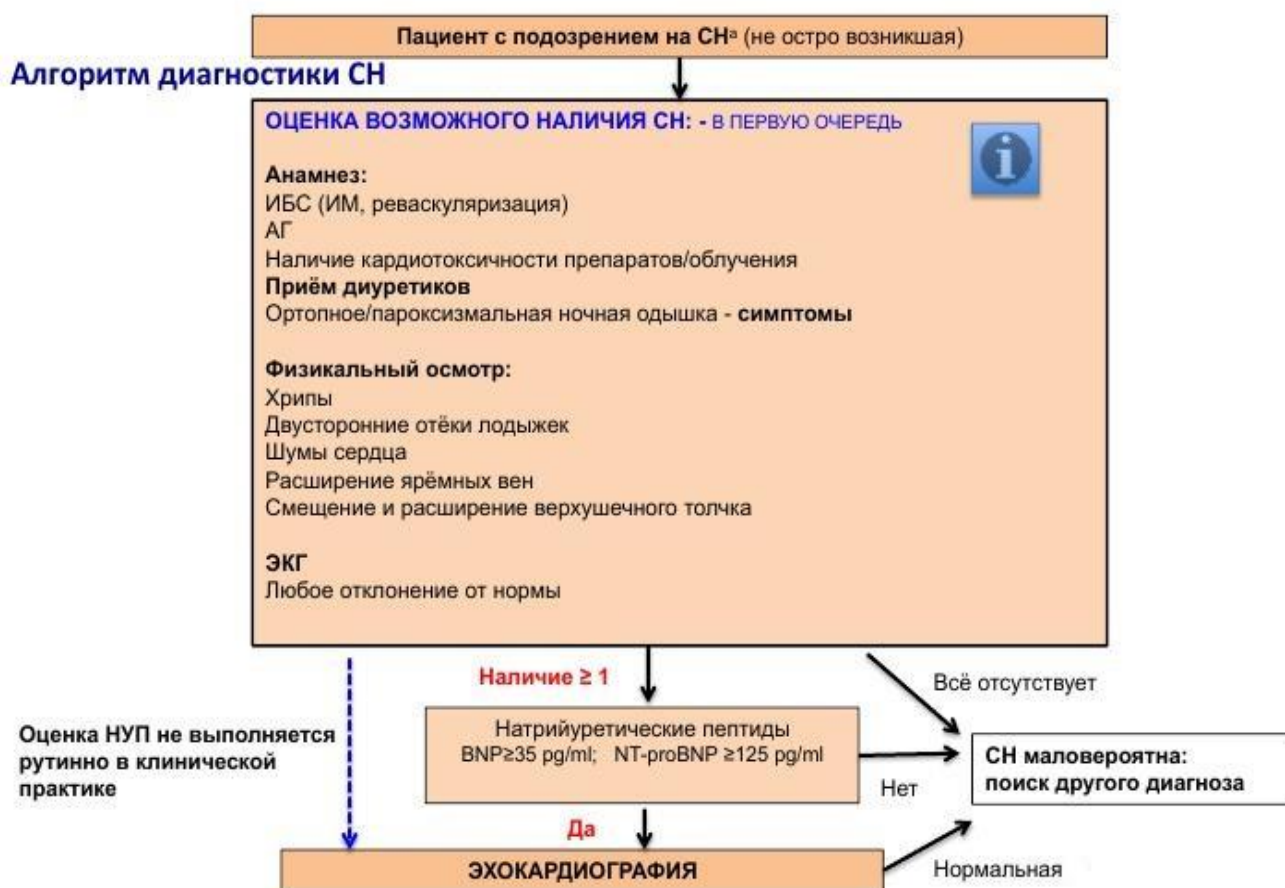 Пациент с подозрением на СНᵃ (не остро возникшая)
Алгоритм диагностики СН
ОЦЕНКА ВОЗМОЖНОГО НАЛИЧИЯ СН: - В ПЕРВУЮ ОЧЕРЕДЬ
i
Анамнез:
ИБС (ИМ, реваскуляризация)
АГ
Наличие кардиотоксичности препаратов/облучения
Приём диуретиков
Ортопное/пароксизмальная ночная одышка - симптомы
Физикальный осмотр:
Хрипы
Двусторонние отёки лодыжек
Шумы сердца
Расширение ярёмных вен
Смещение и расширение верхушечного толчка
ЭКГ
Любое отклонение от нормы
Наличие ≥ 1
Всё отсутствует
Оценка НУП не выполняется
рутинно в клинической
практике
Натрийуретические пептиды
BNP≥35 pg/ml; NT-proBNP ≥125 pg/ml
Нет
СН маловероятна:
поиск другого диагноза
Да
ЭХОКАРДИОГРАФИЯ
Нормальная